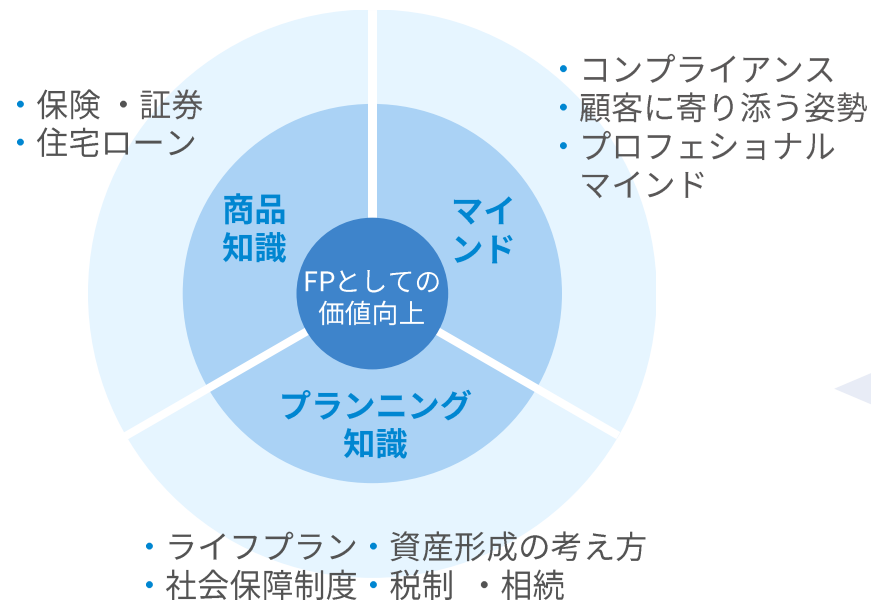 ・保険 ・証券
・住宅ローン
・コンプライアンス
・顧客に寄り添う姿勢
・プロフェショナル
マインド
商品
知識
マイ
ンド
FPとしての
価値向上
プランニング
知識
・ライフプラン・資産形成の考え方
・社会保障制度・税制 ・相続